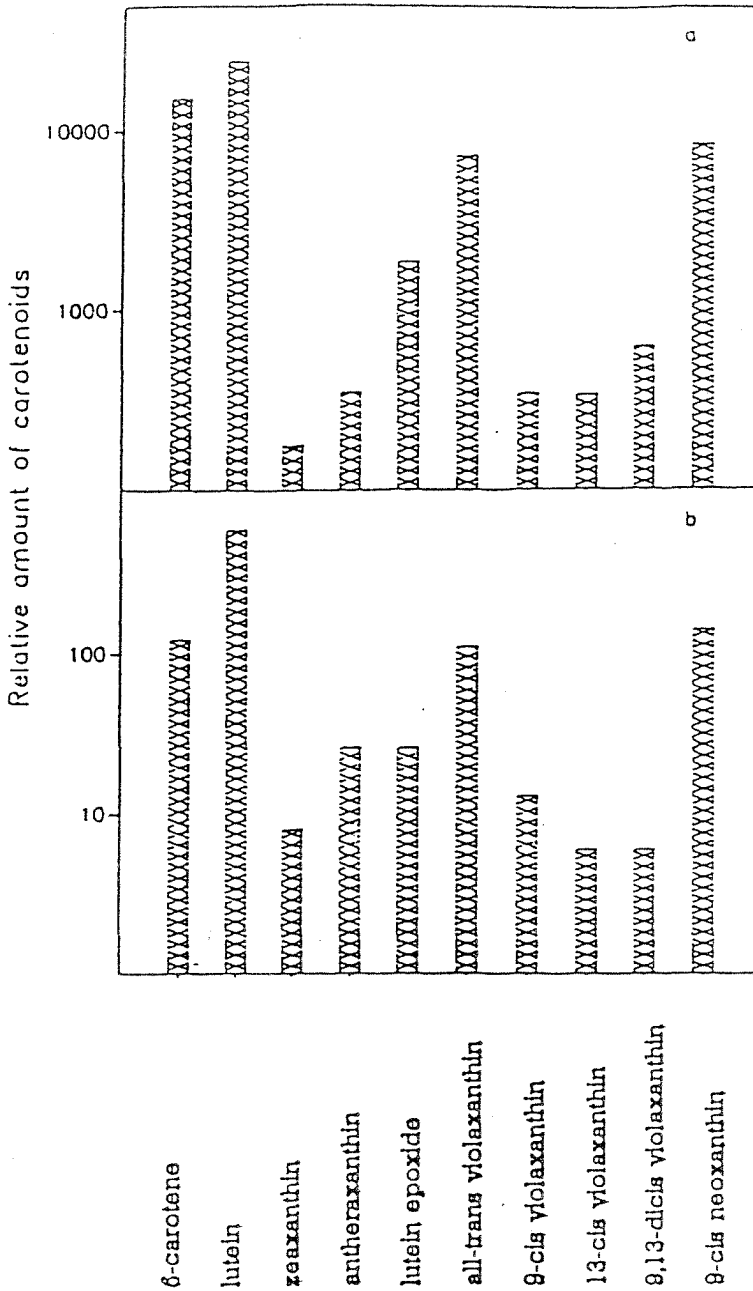 Relative amount of carotenoids
a
10000
1000
b
100
10
β-carotene
lutein
zeaxanthin
antheraxanthin
lutein epoxide
all-trans violaxanthin
9-cis violaxanthin
13-cis violaxanthin
9,13-dicis violaxanthin
9-cis neoxanthin